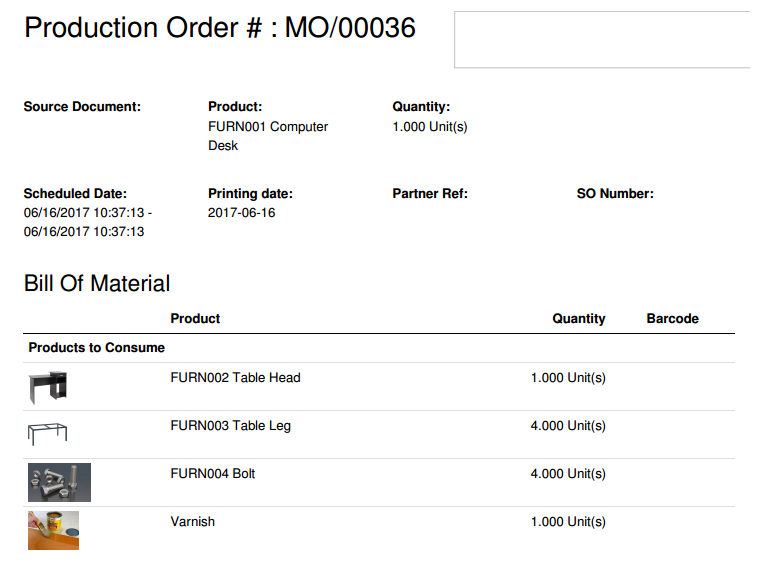 Production Order # : MO/00036
Source Document: Product: Quantity:
FURN001 Computer 1.000 Unit(s)
Desk
Scheduled Date: Printing date: Partner Ref: SO Number:
06/16/2017 10:37:13 - 2017-06-16
06/16/2017 10:37:13
Bill Of Material
Product Quantity Barcode
Products to Consume
FURN002 Table Head 1.000 Unit(s)
FURN003 Table Leg 4.000 Unit(s)
FURN004 Bolt 4.000 Unit(s)
Varnish 1.000 Unit(s)